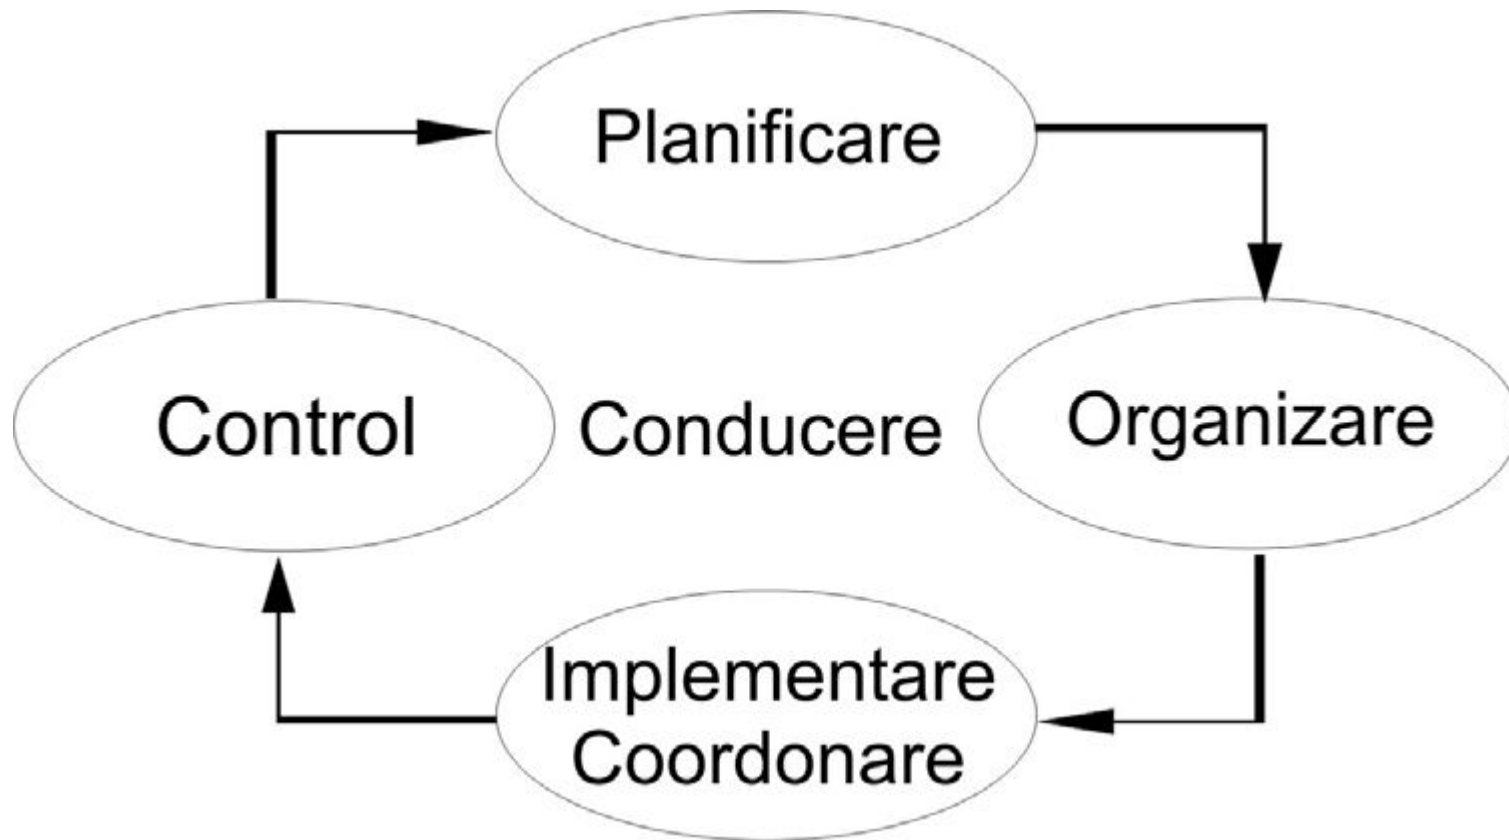 Planificare
Control
Conducere
Organizare
Implementare
Coordonare